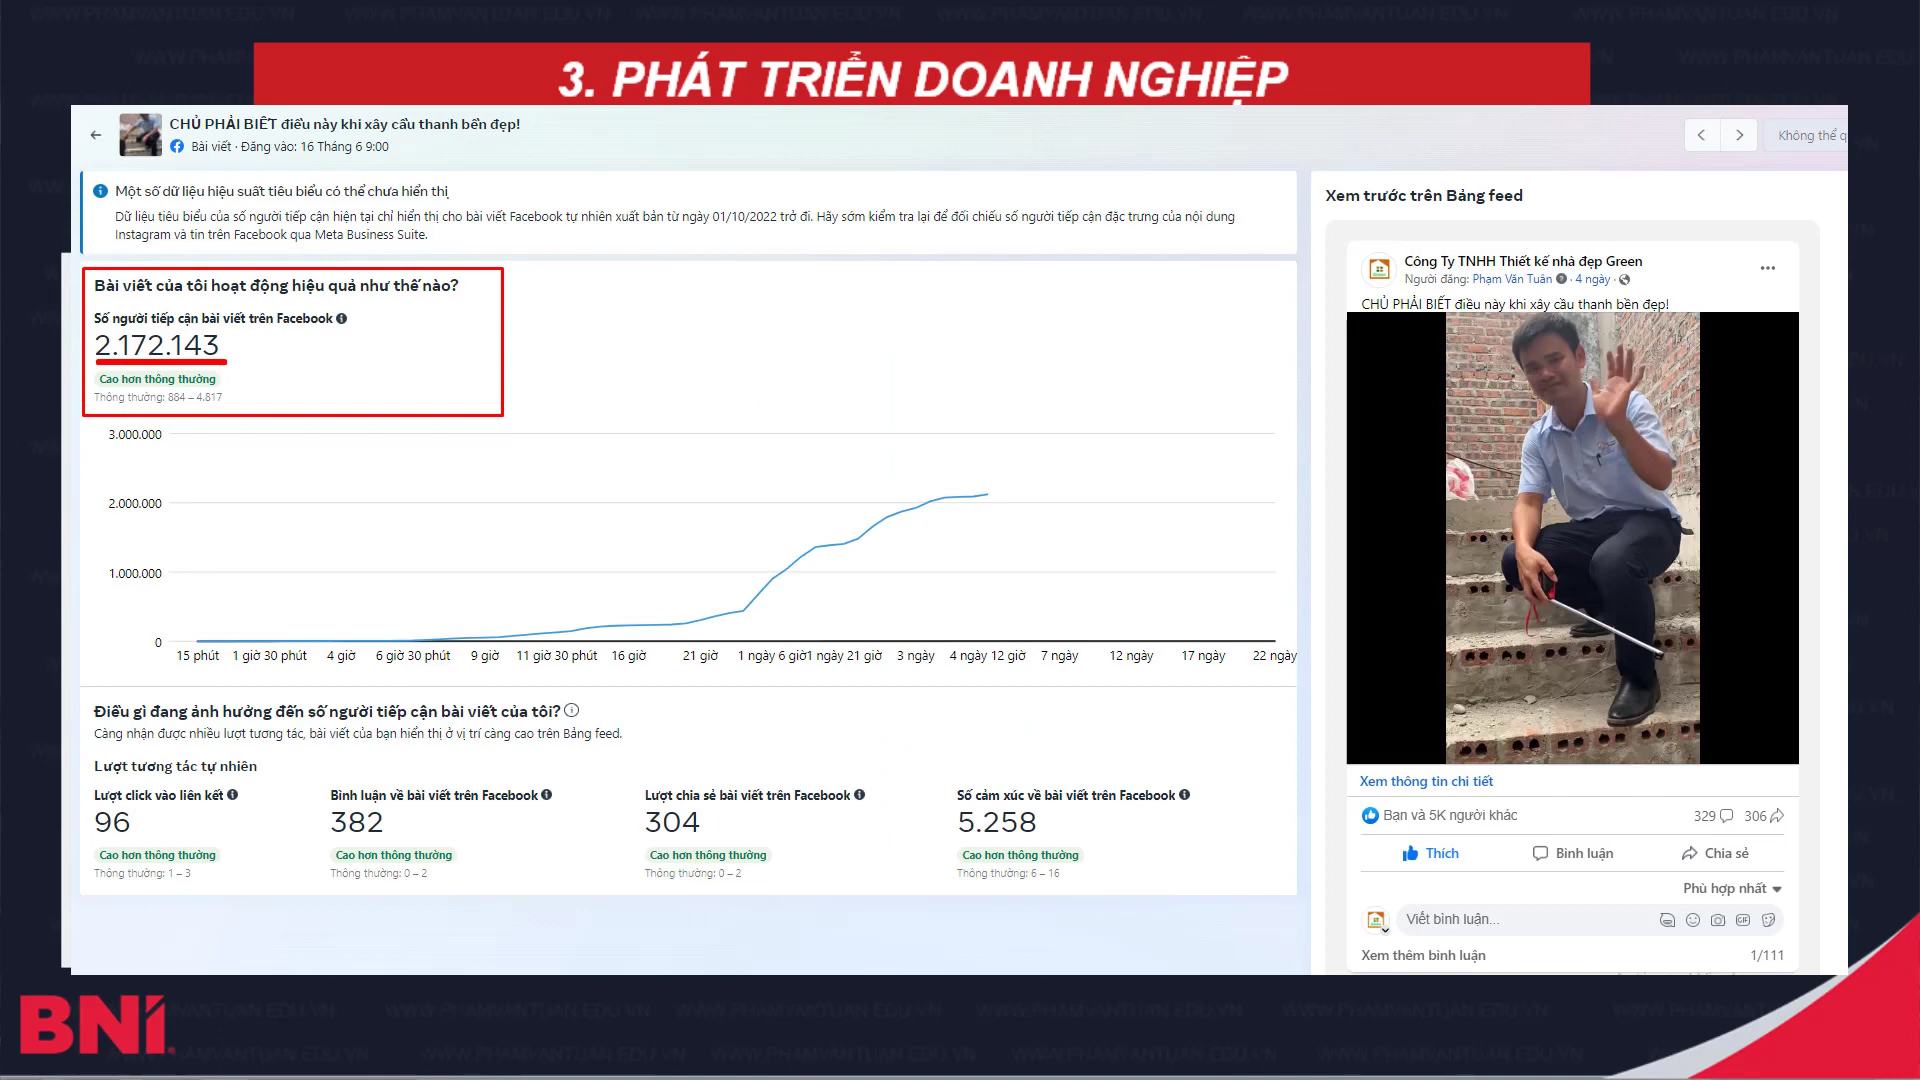 3. PHÁT TRIỂN DOANH NGHIỆP
CHỦ PHẢI BIẾT điều này khi xây cầu thanh bền đẹp!
Bài viết · Đăng vào: 16 Tháng 6 9:00
Không thể q
Một số dữ liệu hiệu suất tiêu biểu có thể chưa hiển thị
Dữ liệu tiêu biểu của số người tiếp cận hiện tại chỉ hiển thị cho bài viết Facebook tự nhiên xuất bản từ ngày 01/10/2022 trở đi. Hãy sớm kiểm tra lại để đối chiếu số người tiếp cận đặc trưng của nội dung
Instagram và tin trên Facebook qua Meta Business Suite.
Bài viết của tôi hoạt động hiệu quả như thế nào?
Số người tiếp cận bài viết trên Facebook
2.172.143
Cao hơn thông thường
Thông thường: 884 – 4.817
3.000.000
2.000.000
1.000.000
0
15 phút 1 giờ 30 phút 4 giờ 6 giờ 30 phút 9 giờ 11 giờ 30 phút 16 giờ 21 giờ 1 ngày 6 giờ 1 ngày 21 giờ 3 ngày 4 ngày 12 giờ 7 ngày 12 ngày 17 ngày 22 ngày
Điều gì đang ảnh hưởng đến số người tiếp cận bài viết của tôi?
Càng nhận được nhiều lượt tương tác, bài viết của bạn hiển thị ở vị trí càng cao trên Bảng feed.
Lượt tương tác tự nhiên
Lượt click vào liên kết Bình luận về bài viết trên Facebook Lượt chia sẻ bài viết trên Facebook Số cảm xúc về bài viết trên Facebook
96 382 304 5.258
Cao hơn thông thường Cao hơn thông thường Cao hơn thông thường Cao hơn thông thường
Thông thường: 1 – 3 Thông thường: 0 – 2 Thông thường: 0 – 2 Thông thường: 6 – 16
Xem trước trên Bảng feed
Công Ty TNHH Thiết kế nhà đẹp Green
Người đăng: Phạm Văn Tuân · 4 ngày ·
CHỦ PHẢI BIẾT điều này khi xây cầu thanh bền đẹp!
Xem thông tin chi tiết
Bạn và 5K người khác 329 306
Thích Bình luận Chia sẻ
Phù hợp nhất
Viết bình luận...
Xem thêm bình luận 1/111
BNI